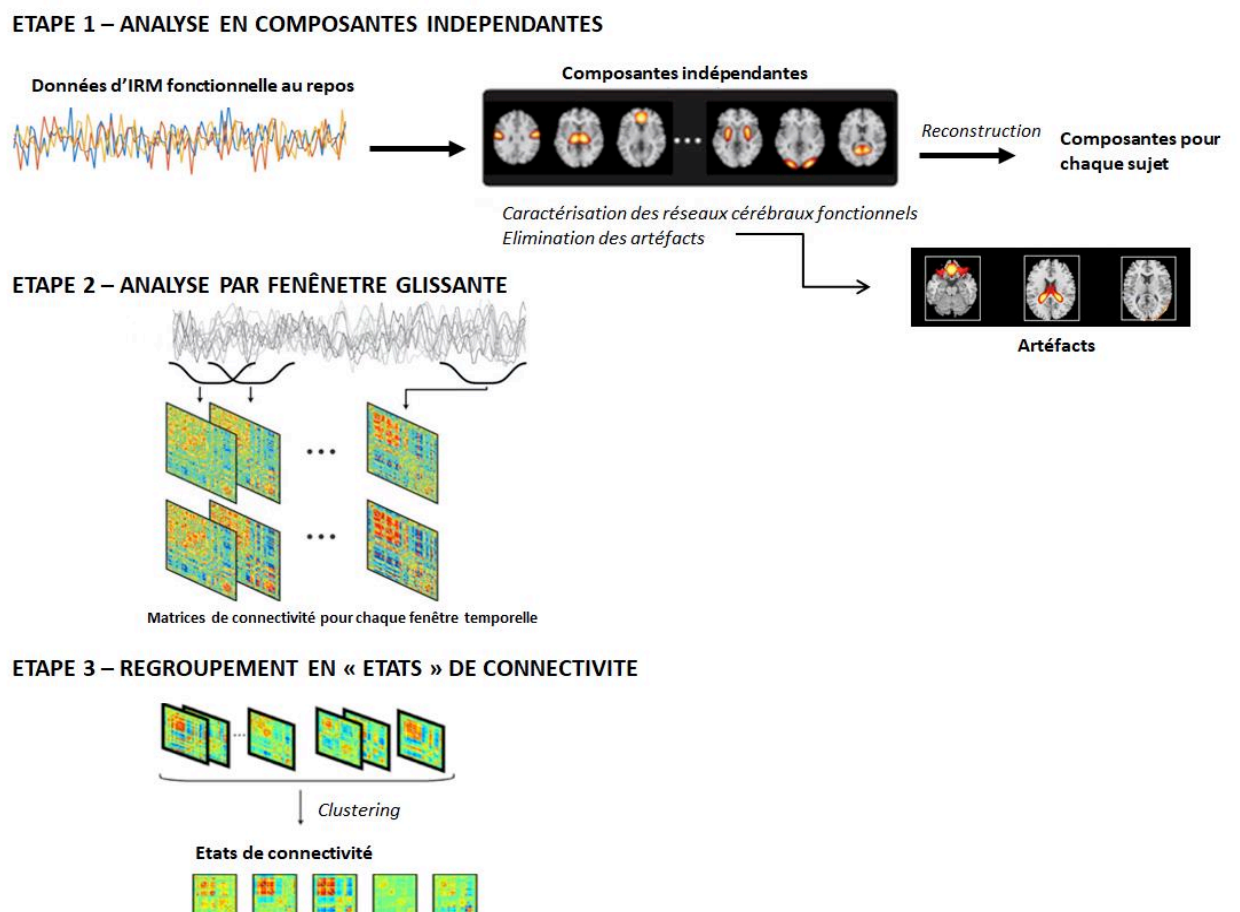 ETAPE 1 – ANALYSE EN COMPOSANTES INDEPENDANTES
Données d'IRM fonctionnelle au repos
Composantes indépendantes
Reconstruction
Composantes pour
chaque sujet
Caractérisation des réseaux cérébraux fonctionnels
Elimination des artéfacts
Artéfacts
ETAPE 2 – ANALYSE PAR FENÊNETRE GLISSANTE
Matrices de connectivité pour chaque fenêtre temporelle
ETAPE 3 – REGROUPEMENT EN « ETATS » DE CONNECTIVITE
Clustering
Etats de connectivité